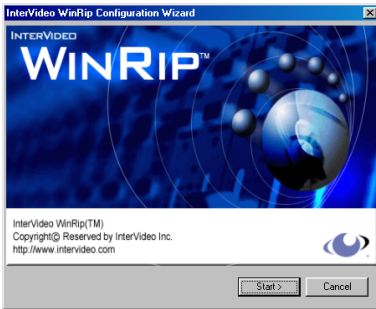 InterVideo WinRip Configuration Wizard
INTERVIDEO
WINRIP™
InterVideo WinRip(TM)
Copyright© Reserved by InterVideo Inc.
http://www.intervideo.com
Start >
Cancel